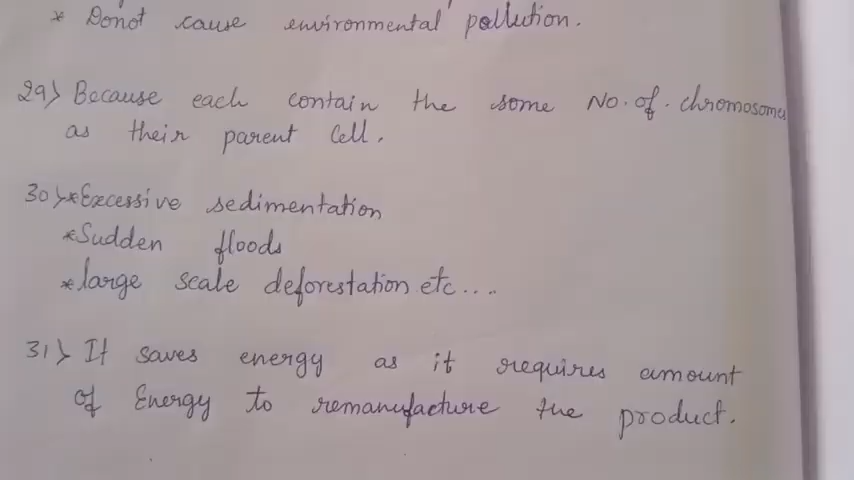 * Donot cause environmental pollution.
29) Because each contain the some No. of. chromosomes
as their parent Cell.
30) *Excessive sedimentation
*Sudden floods
*large scale deforestation etc....
31) It saves energy as it requires amount
of Energy to remanufacture the product.